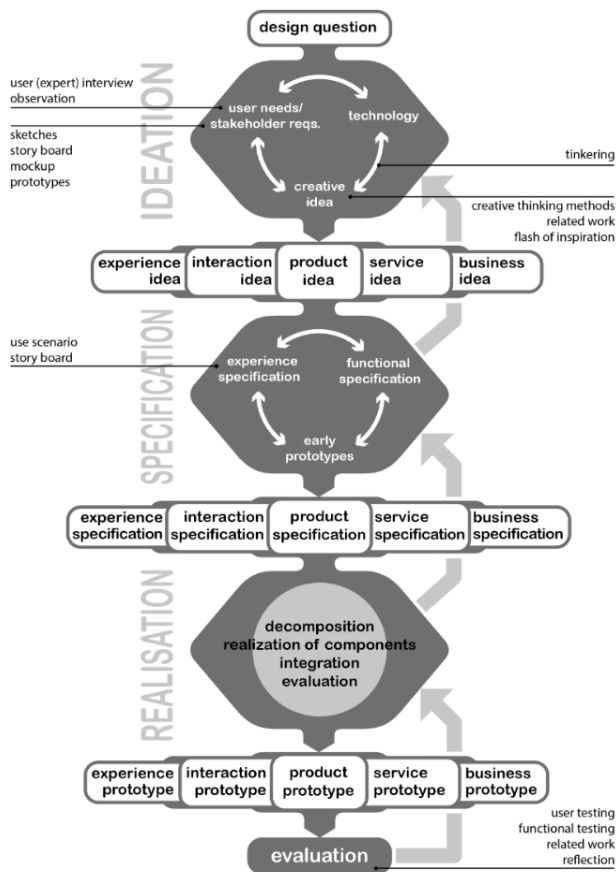 design question
user (expert) interview
observation
sketches
story board
mockup
prototypes
IDEATION
user needs/
stakeholder reqs.
technology
creative
idea
tinkering
creative thinking methods
related work
flash of inspiration
experience
idea
interaction
idea
product
idea
service
idea
business
idea
use scenario
story board
SPECIFICATION
experience
specification
functional
specification
early
prototypes
experience
specification
interaction
specification
product
specification
service
specification
business
specification
REALISATION
decomposition
realization of components
integration
evaluation
experience
prototype
interaction
prototype
product
prototype
service
prototype
business
prototype
evaluation
user testing
functional testing
related work
reflection